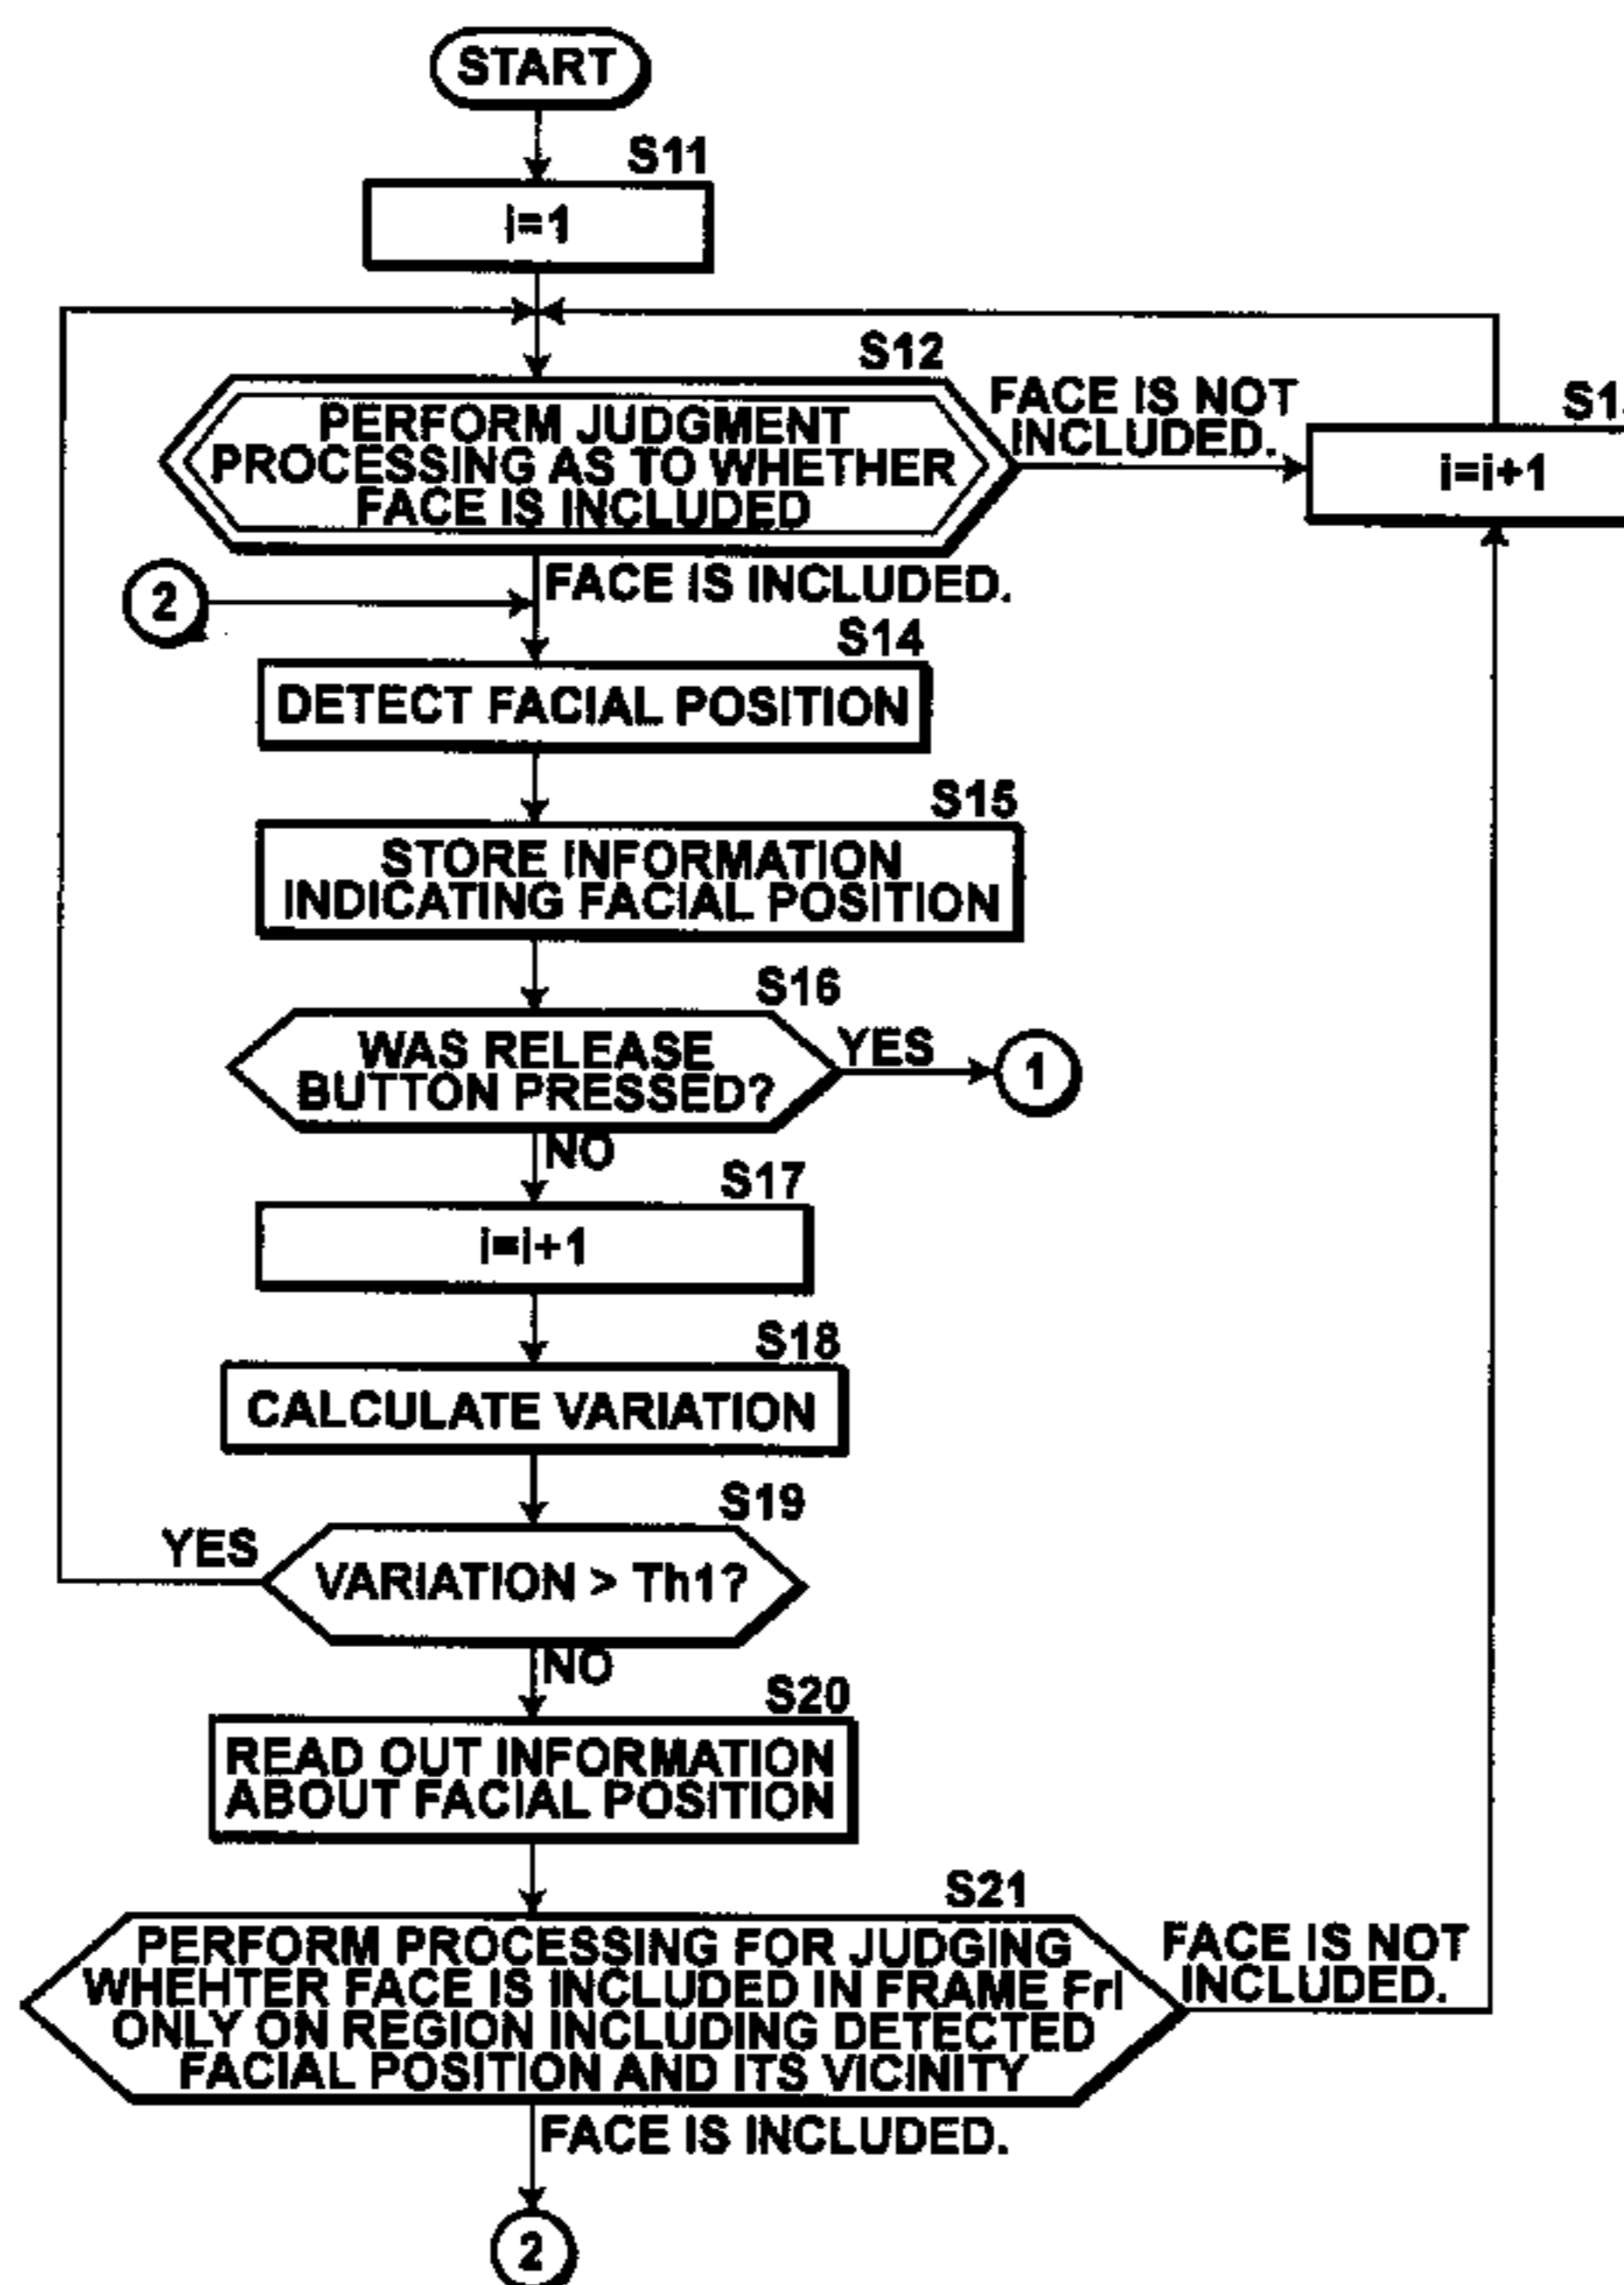 START
S11
i=1
S12
PERFORM JUDGMENT
PROCESSING AS TO WHETHER
FACE IS INCLUDED
FACE IS NOT
INCLUDED.
i=i+1
FACE IS INCLUDED.
2
S14
DETECT FACIAL POSITION
S15
STORE INFORMATION
INDICATING FACIAL POSITION
S16
WAS RELEASE
BUTTON PRESSED?
YES
1
NO
S17
i=i+1
S18
CALCULATE VARIATION
S19
YES
VARIATION > Th1?
NO
S20
READ OUT INFORMATION
ABOUT FACIAL POSITION
S21
PERFORM PROCESSING FOR JUDGING
WHEHTER FACE IS INCLUDED IN FRAME Fri
ONLY ON REGION INCLUDING DETECTED
FACIAL POSITION AND ITS VICINITY
FACE IS NOT
INCLUDED.
FACE IS INCLUDED.
2